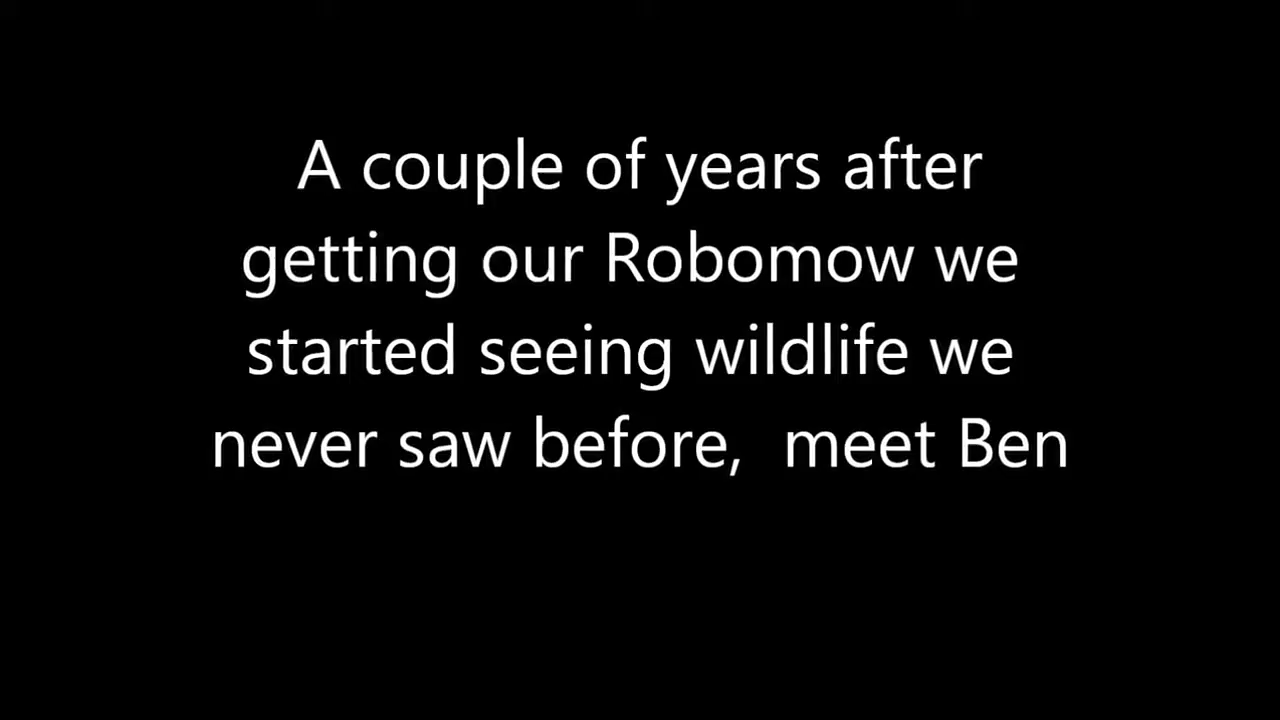 A couple of years after
getting our Robomow we
started seeing wildlife we
never saw before,  meet Ben